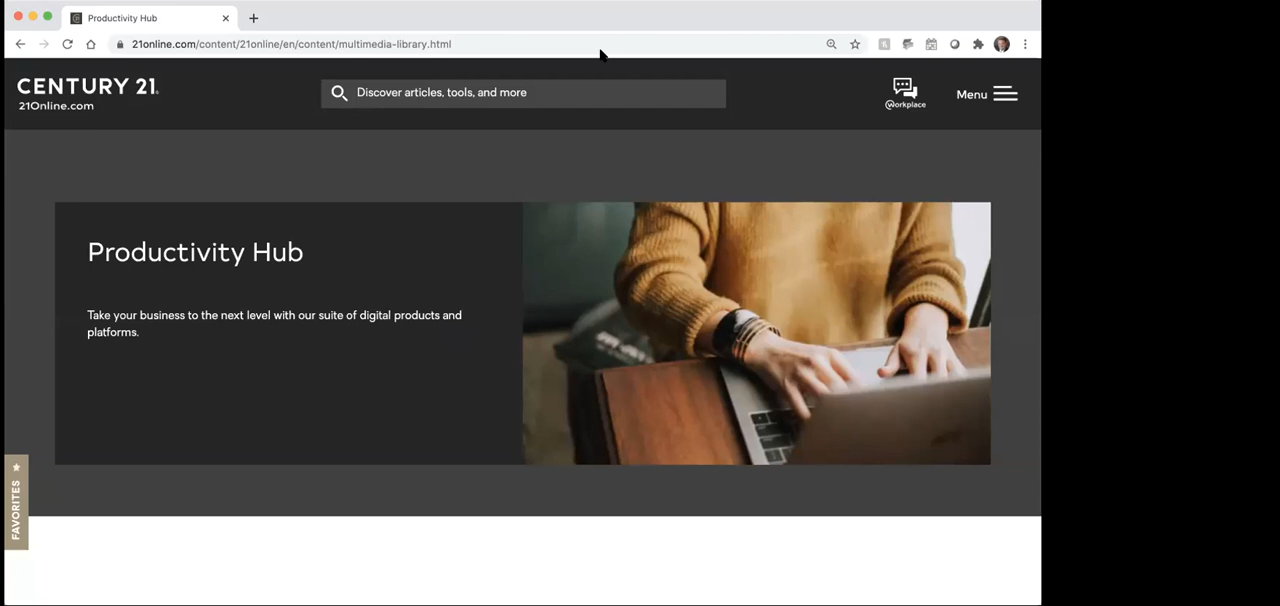 Productivity Hub
21online.com/content/21online/en/content/multimedia-library.html
CENTURY 21
21Online.com
Discover articles, tools, and more
@workplace
Menu
Productivity Hub
Take your business to the next level with our suite of digital products and
platforms.
FAVORITES